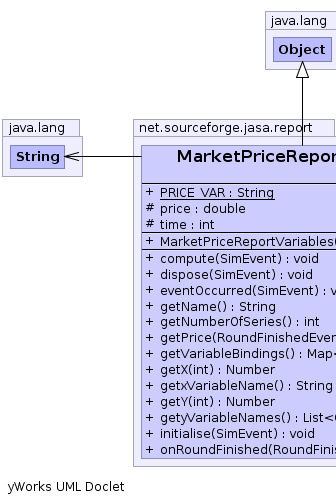 java.lang
Object
java.lang
String
net.sourceforge.jasa.report
MarketPriceRepor
+ PRICE_VAR : String
# price : double
# time : int
+ MarketPriceReportVariables(
+ compute(SimEvent) : void
+ dispose(SimEvent) : void
+ eventOccurred(SimEvent) : v
+ getName() : String
+ getNumberOfSeries() : int
+ getPrice(RoundFinishedEven
+ getVariableBindings() : Map<
+ getX(int) : Number
+ getxVariableName() : String
+ getY(int) : Number
+ getyVariableNames() : List<
+ initialise(SimEvent) : void
+ onRoundFinished(RoundFinis
yWorks UML Doclet